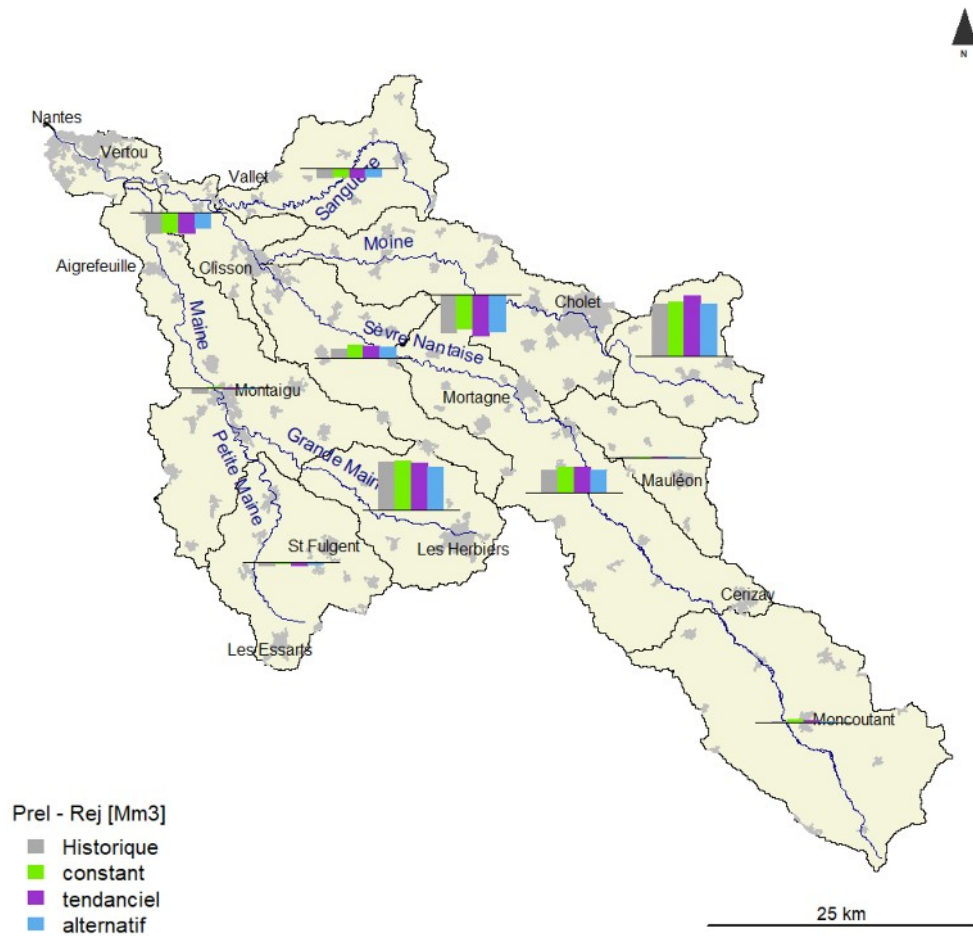 N
Nantes
Vertou
Vallet
Sanguèze
Aigrefeuille
Clisson
Moine
Cholet
Maine
Sèvre Nantaise
Montaigu
Mortagne
Petite Maine
Grande Main
Mauléon
St Fulgent
Les Herbiers
Cerizay
Les Essarts
Moncoutant
Prel - Rej [Mm3]
Historique
constant
tendanciel
alternatif
25 km